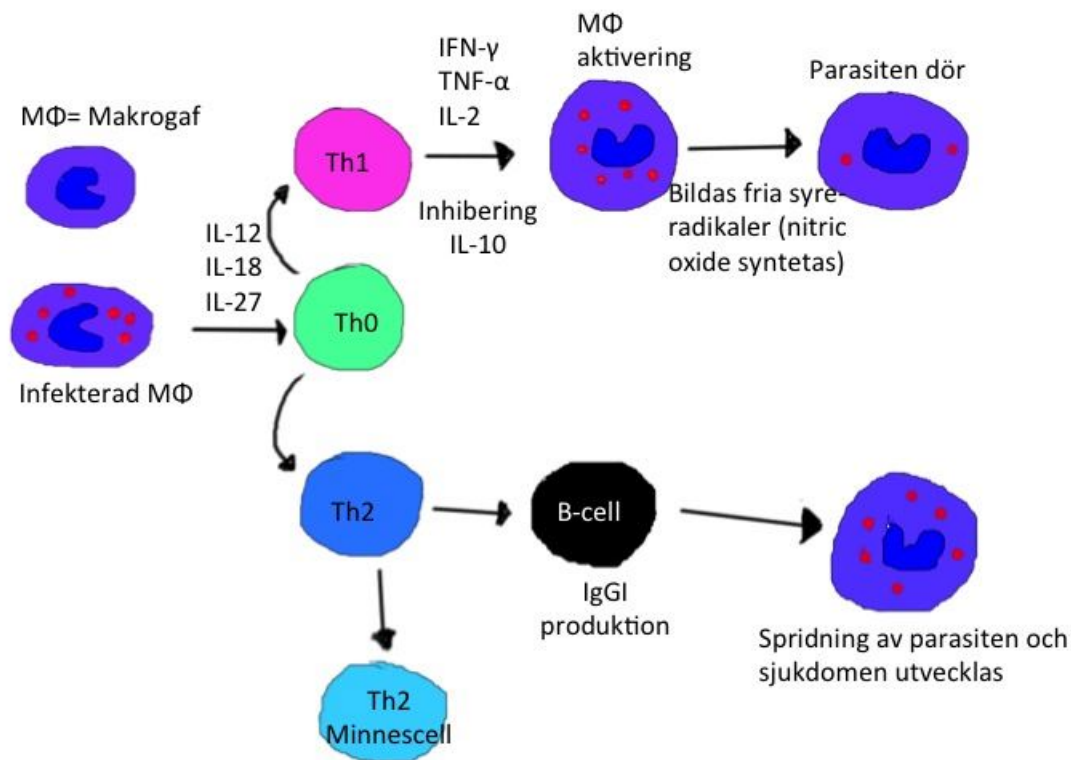 MΦ= Makrogaf
Infekterad MΦ
IL-12
IL-18
IL-27
Th0
Th1
IFN-γ
TNF-α
IL-2
Inhibering
IL-10
MΦ
aktivering
Bildas fria syre-
radikaler (nitric
oxide syntetas)
Parasiten dör
Th2
Th2
Minnescell
B-cell
IgGI
produktion
Spridning av parasiten och
sjukdomen utvecklas